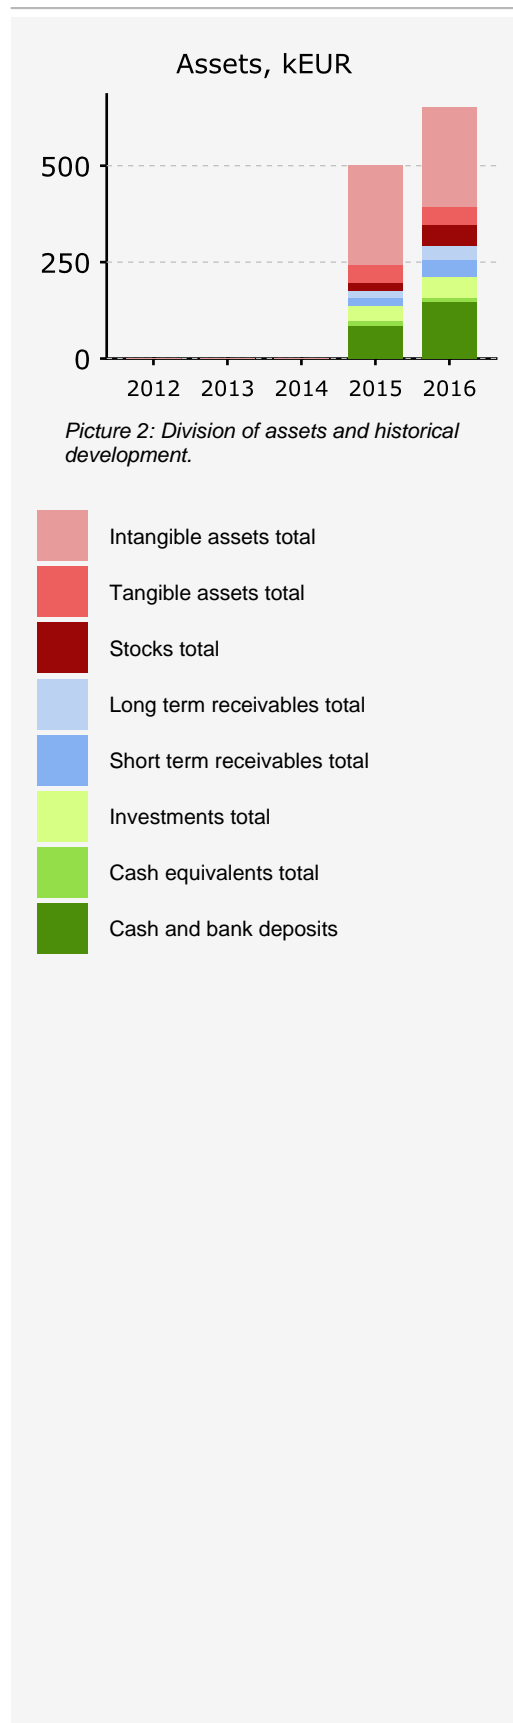 Assets, kEUR
500
250
0
2012 2013 2014 2015 2016
Picture 2: Division of assets and historical
development.
Intangible assets total
Tangible assets total
Stocks total
Long term receivables total
Short term receivables total
Investments total
Cash equivalents total
Cash and bank deposits